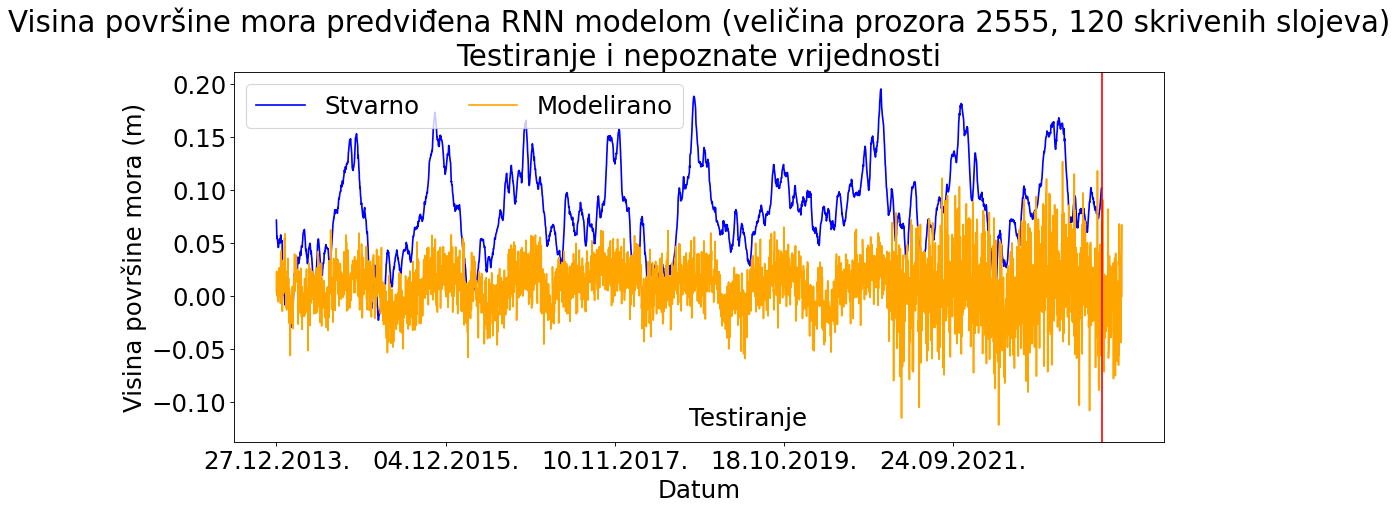 Visina površine mora predviđena RNN modelom (veličina prozora 2555, 120 skrivenih slojeva)
Testiranje i nepoznate vrijednosti
Stvarno
Modelirano
0.20
0.15
0.10
0.05
0.00
−0.05
−0.10
Visina površine mora (m)
Testiranje
27.12.2013.
04.12.2015.
10.11.2017.
18.10.2019.
24.09.2021.
Datum